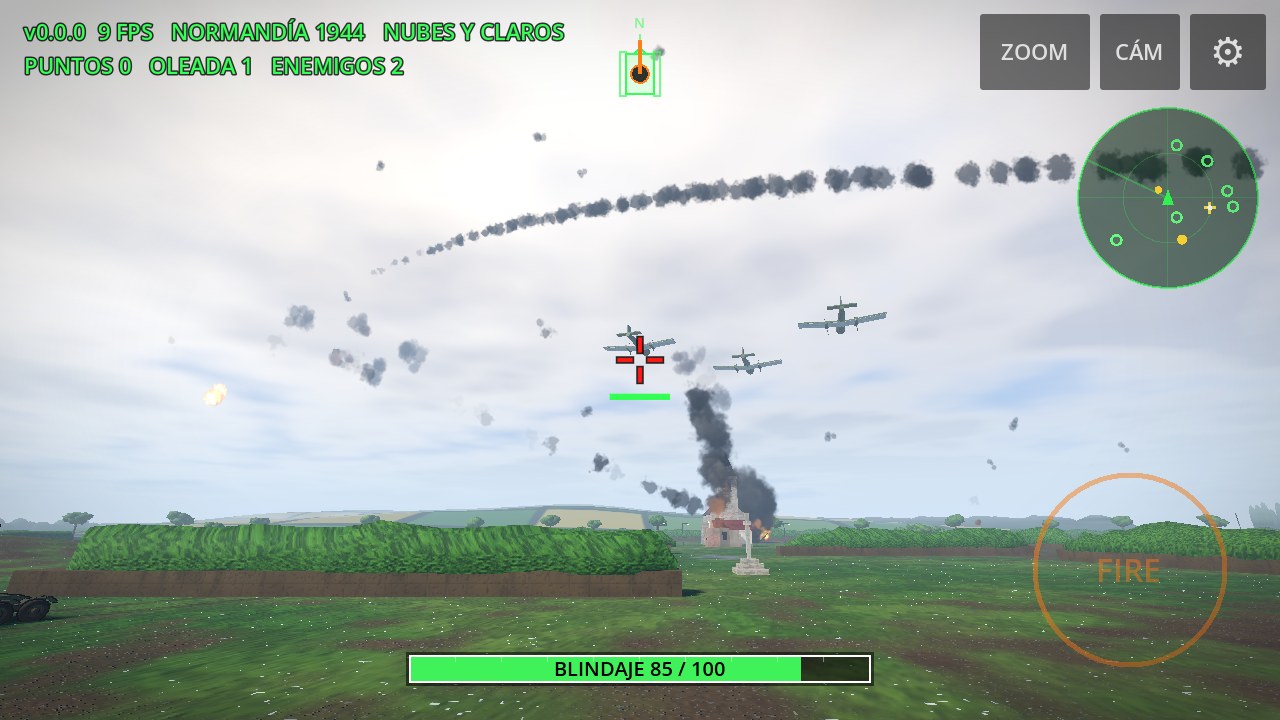 v0.0.0 9 FPS NORMANDÍA 1944 NUBES Y CLAROS
PUNTOS 0 OLEADA 1 ENEMIGOS 2
N
ZOOM
CÁM
FIRE
BLINDAJE 85 / 100